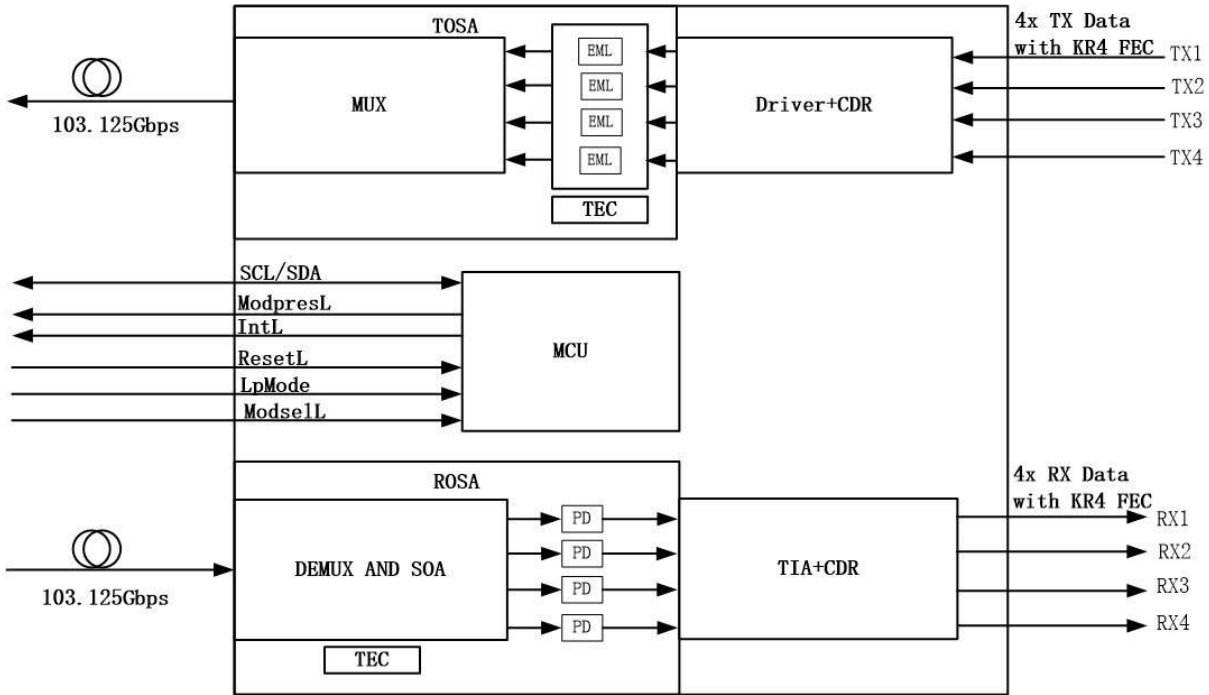 TOSA
4x TX Data
with KR4 FEC
EML
EML
EML
EML
MUX
Driver+CDR
TX1
TX2
TX3
TX4
103.125Gbps
TEC
SCL/SDA
ModpresL
IntL
ResetL
LpMode
ModselL
MCU
ROSA
4x RX Data
with KR4 FEC
PD
PD
PD
PD
DEMUX AND SOA
TIA+CDR
RX1
RX2
RX3
RX4
103.125Gbps
TEC